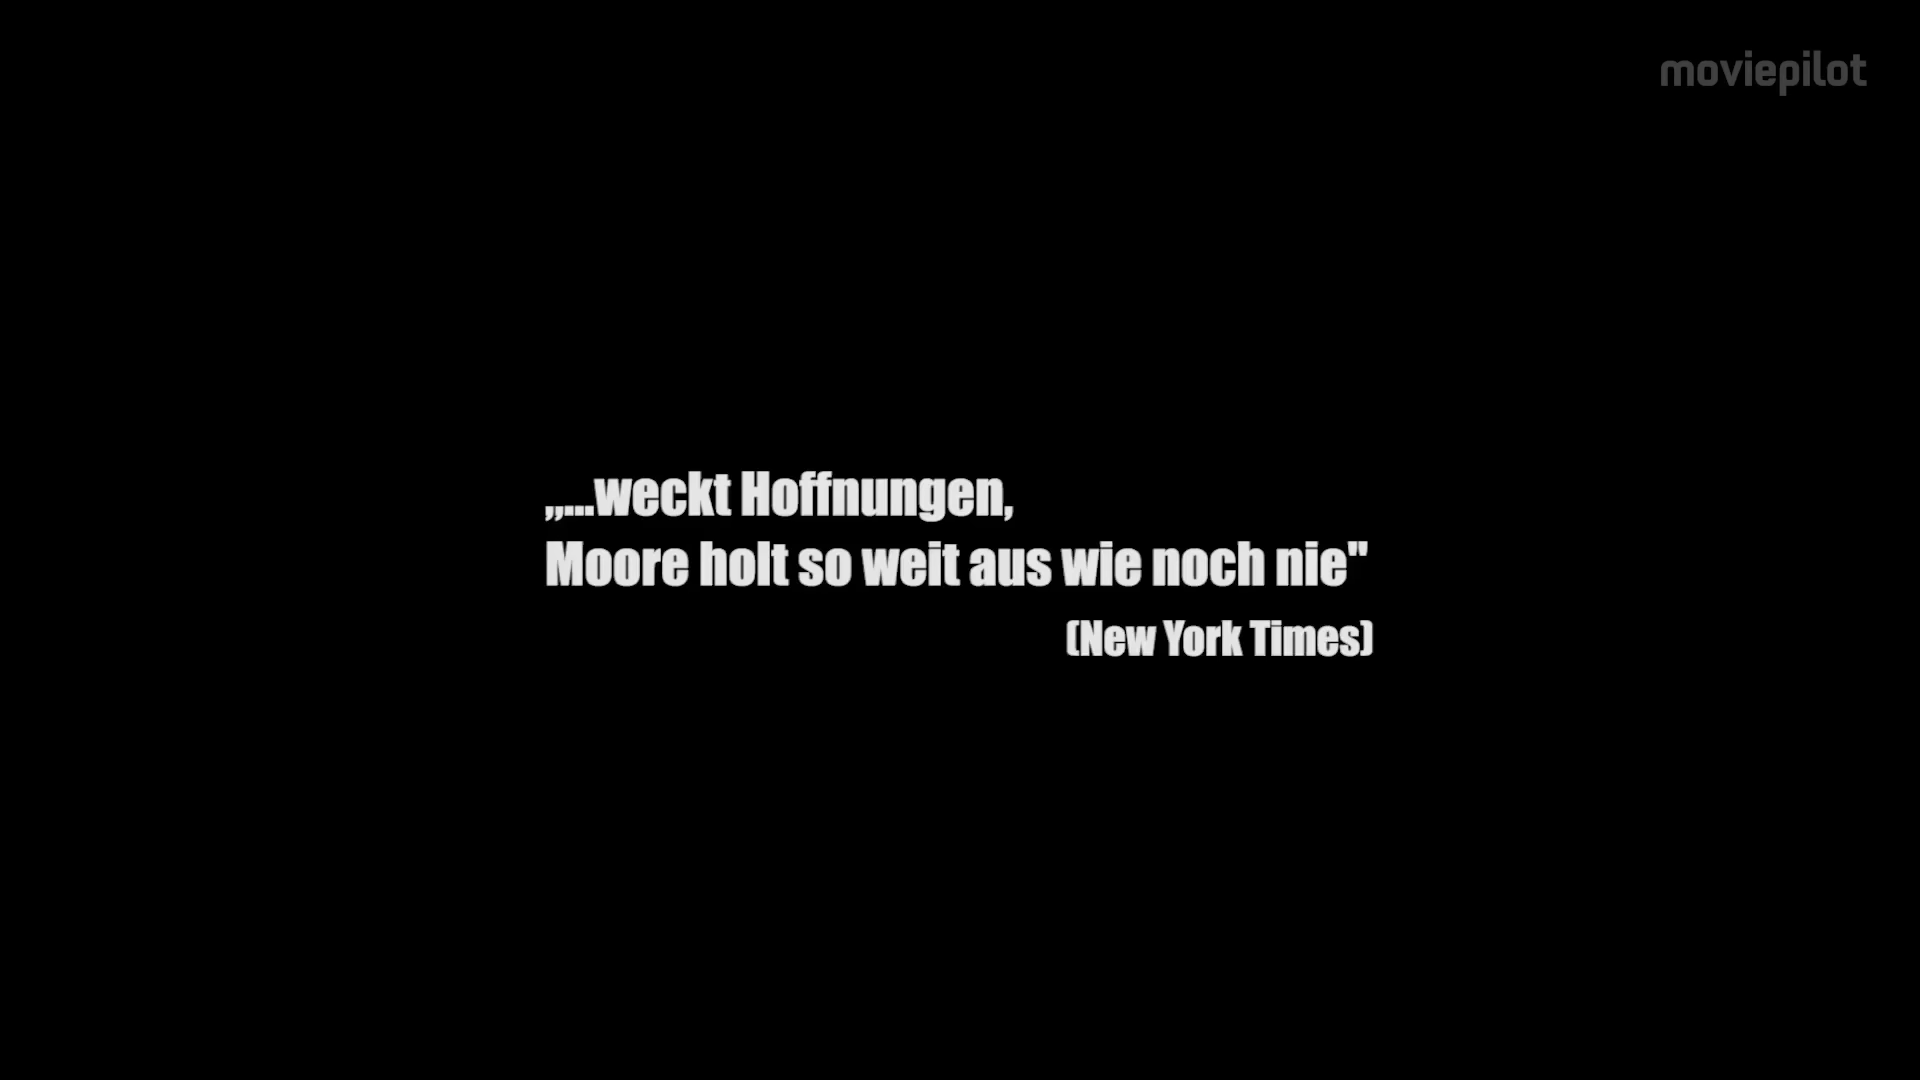 moviepilot
„...weckt Hoffnungen,
Moore holt so weit aus wie noch nie"
(New York Times)